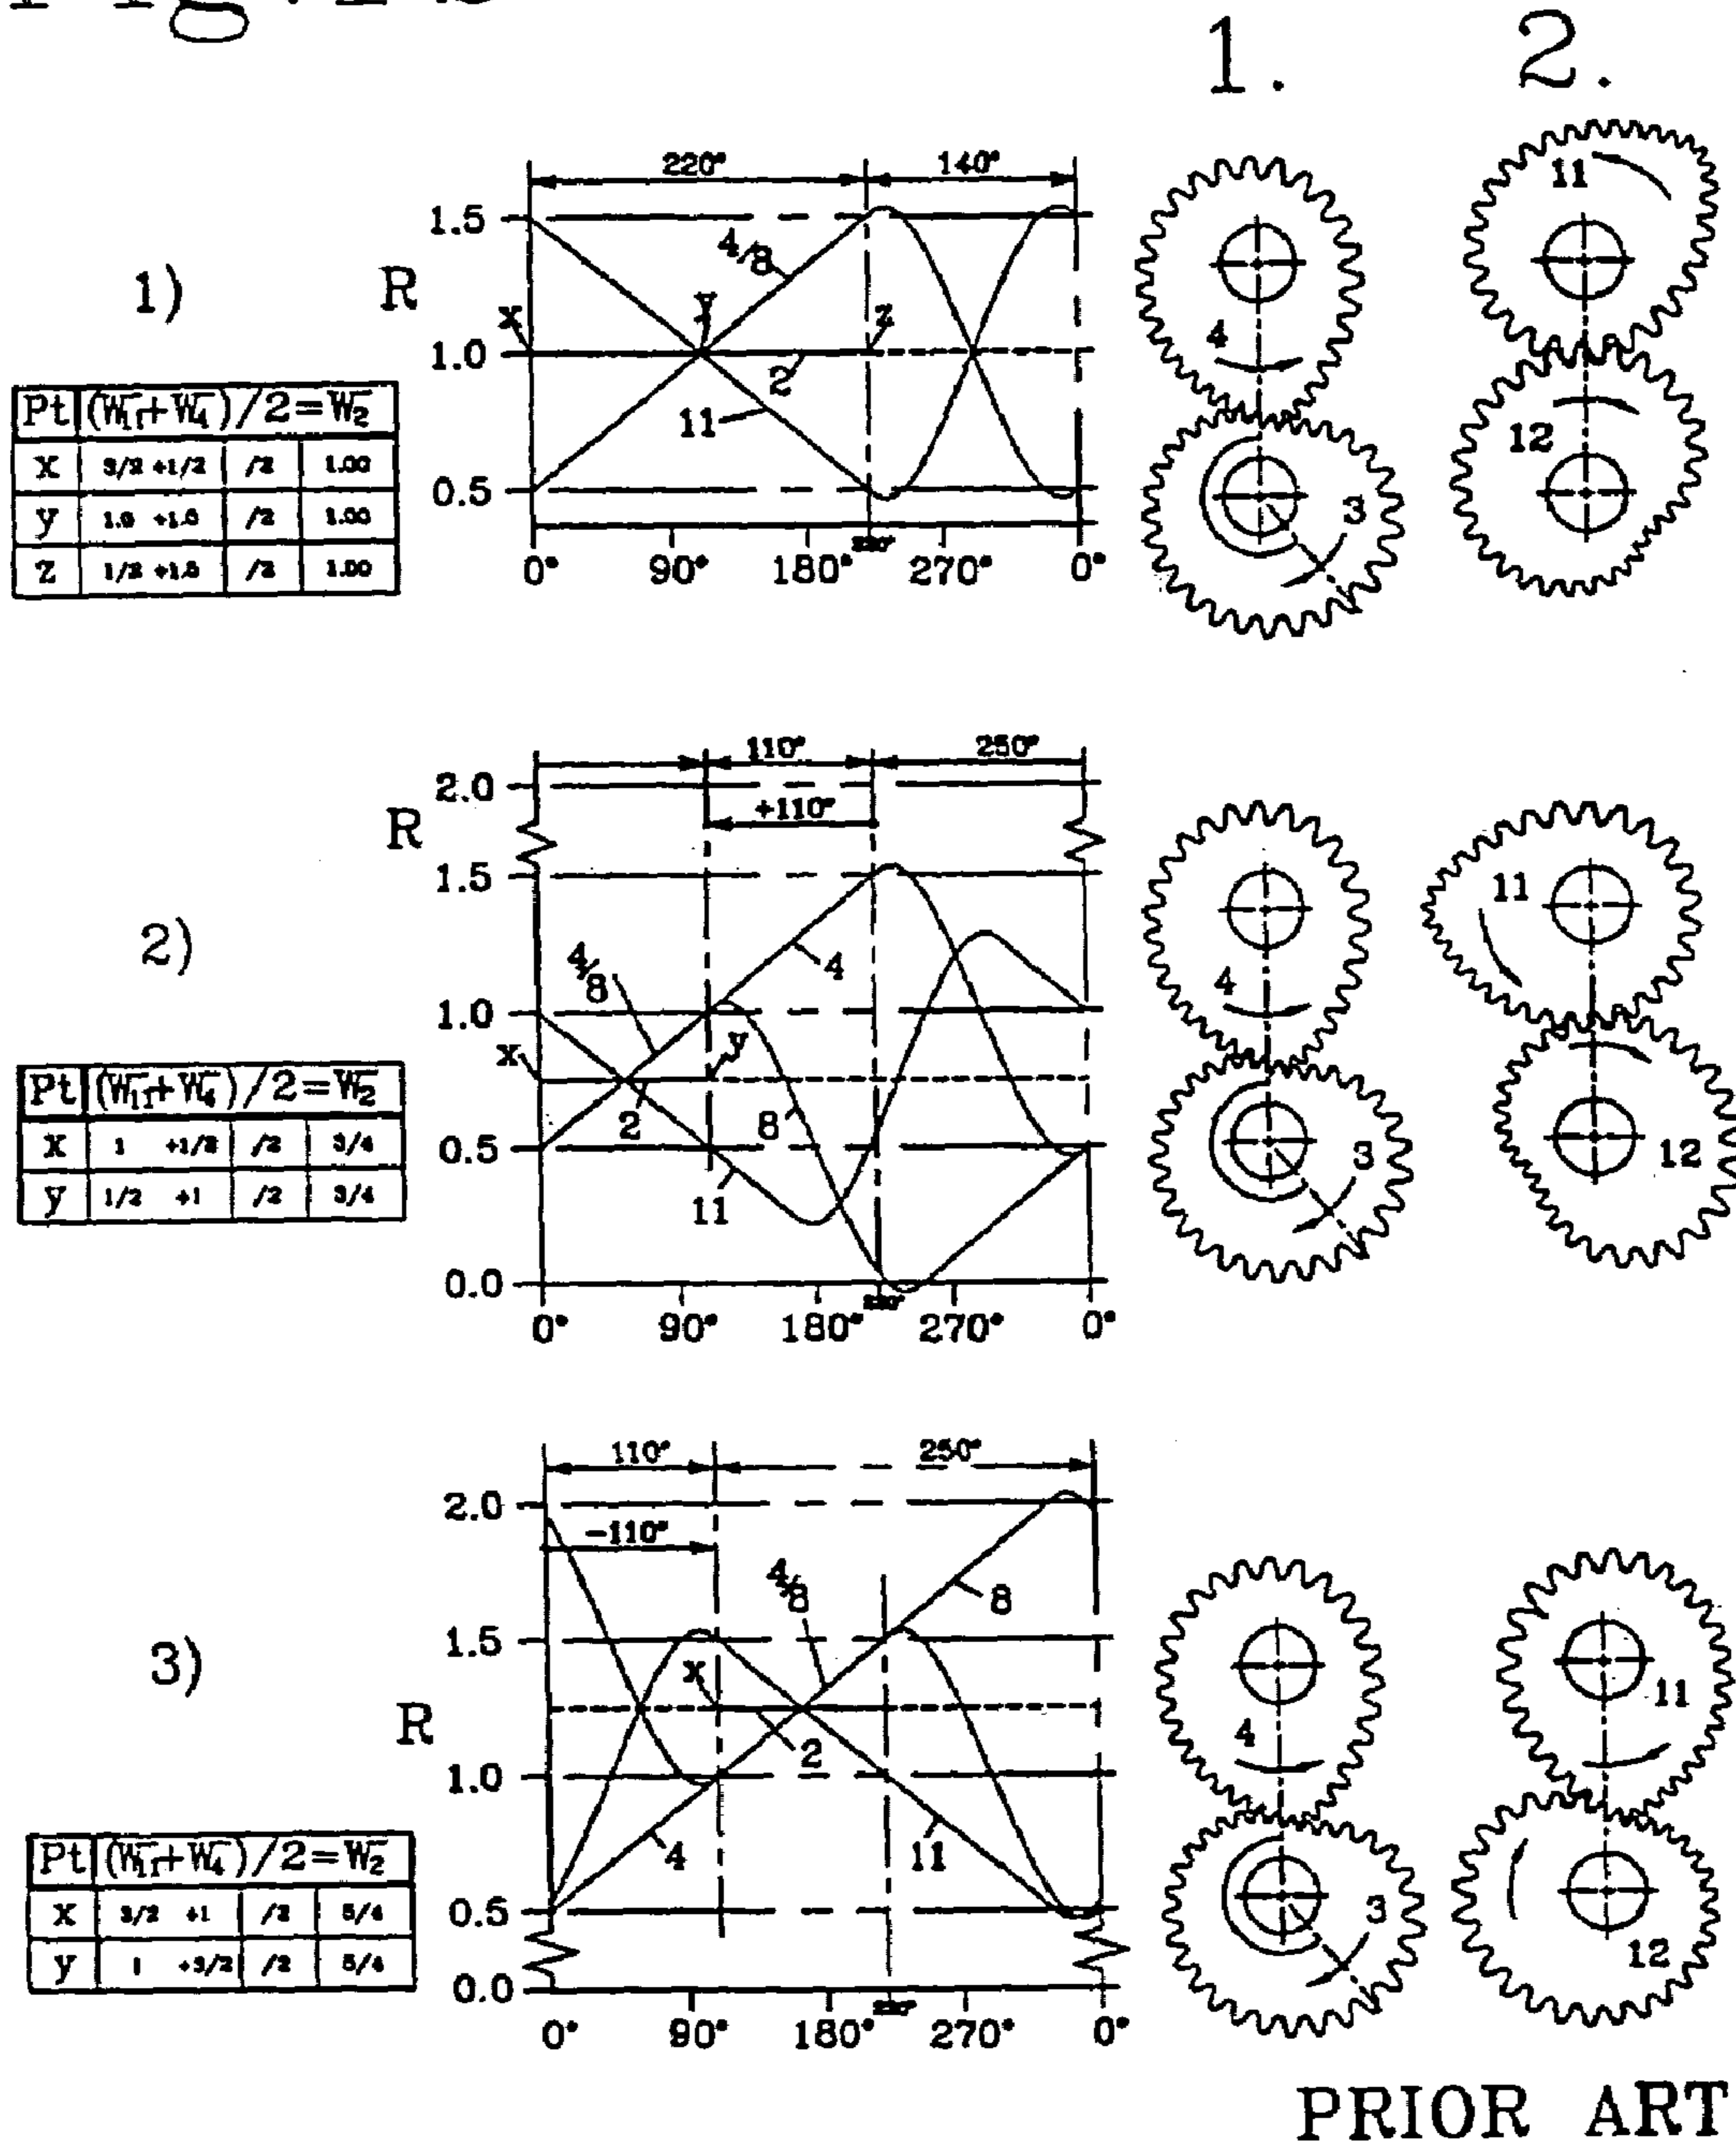 1. 2.
1)
R
220° 140°
1.5
1.0
0.5
4/8
x y z
2
11
0° 90° 180° 220° 270° 0°
Pt (W11+W4)/2=W2
x 3/2 +1/2 /2 1.00
y 1.0 +1.0 /2 1.00
z 1/2 +1.5 /2 1.00
4
3
11
12
2)
R
110° 250°
+110°
2.0
1.5
1.0
0.5
0.0
4/8
4
x y
2
8
11
0° 90° 180° 220° 270° 0°
Pt (W11+W4)/2=W2
x 1 +1/2 /2 3/4
y 1/2 +1 /2 3/4
4
3
11
12
3)
R
110° 250°
-110°
2.0
1.5
1.0
0.5
0.0
4/8
8
x
2
4
11
0° 90° 180° 220° 270° 0°
Pt (W11+W4)/2=W2
x 3/2 +1 /2 5/4
y 1 +3/2 /2 5/4
4
3
11
12
PRIOR ART